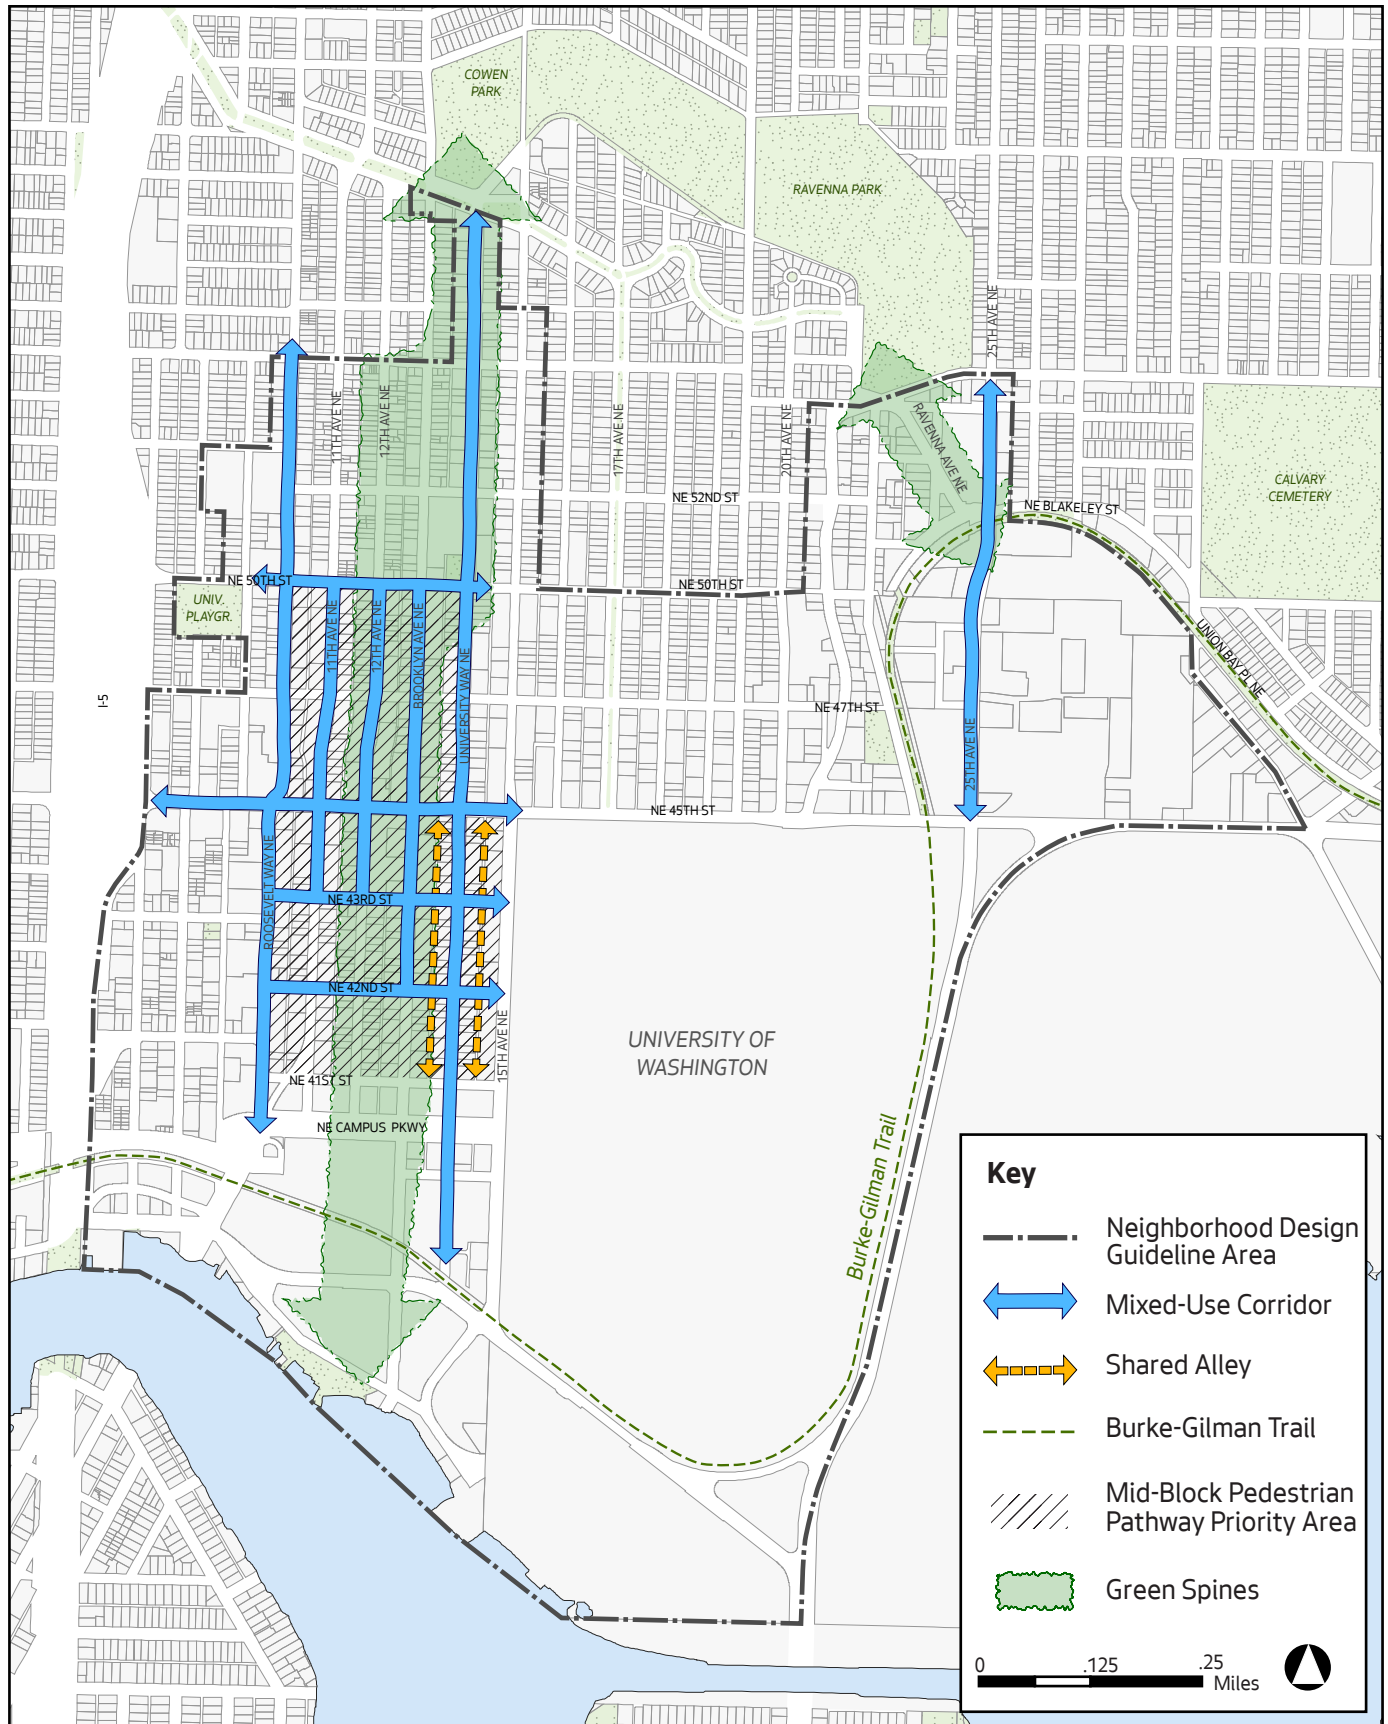 COWEN
PARK
RAVENNA PARK
25TH AVE NE
11TH AVE NE
12TH AVE NE
17TH AVE NE
20TH AVE NE
RAVENNA AVE NE
CALVARY
CEMETERY
NE 52ND ST
NE BLAKELEY ST
NE 50TH ST
NE 50TH ST
UNIV.
PLAYGR.
11TH AVE NE
12TH AVE NE
BROOKLYN AVE NE
UNIVERSITY WAY NE
UNION BAY PL NE
I-5
NE 47TH ST
25TH AVE NE
NE 45TH ST
ROOSEVELT WAY NE
NE 43RD ST
NE 42ND ST
15TH AVE NE
UNIVERSITY OF
WASHINGTON
NE 41ST ST
NE CAMPUS PKWY
Burke-Gilman Trail
Key
Neighborhood Design
Guideline Area
Mixed-Use Corridor
Shared Alley
Burke-Gilman Trail
Mid-Block Pedestrian
Pathway Priority Area
Green Spines
0 .125 .25
Miles